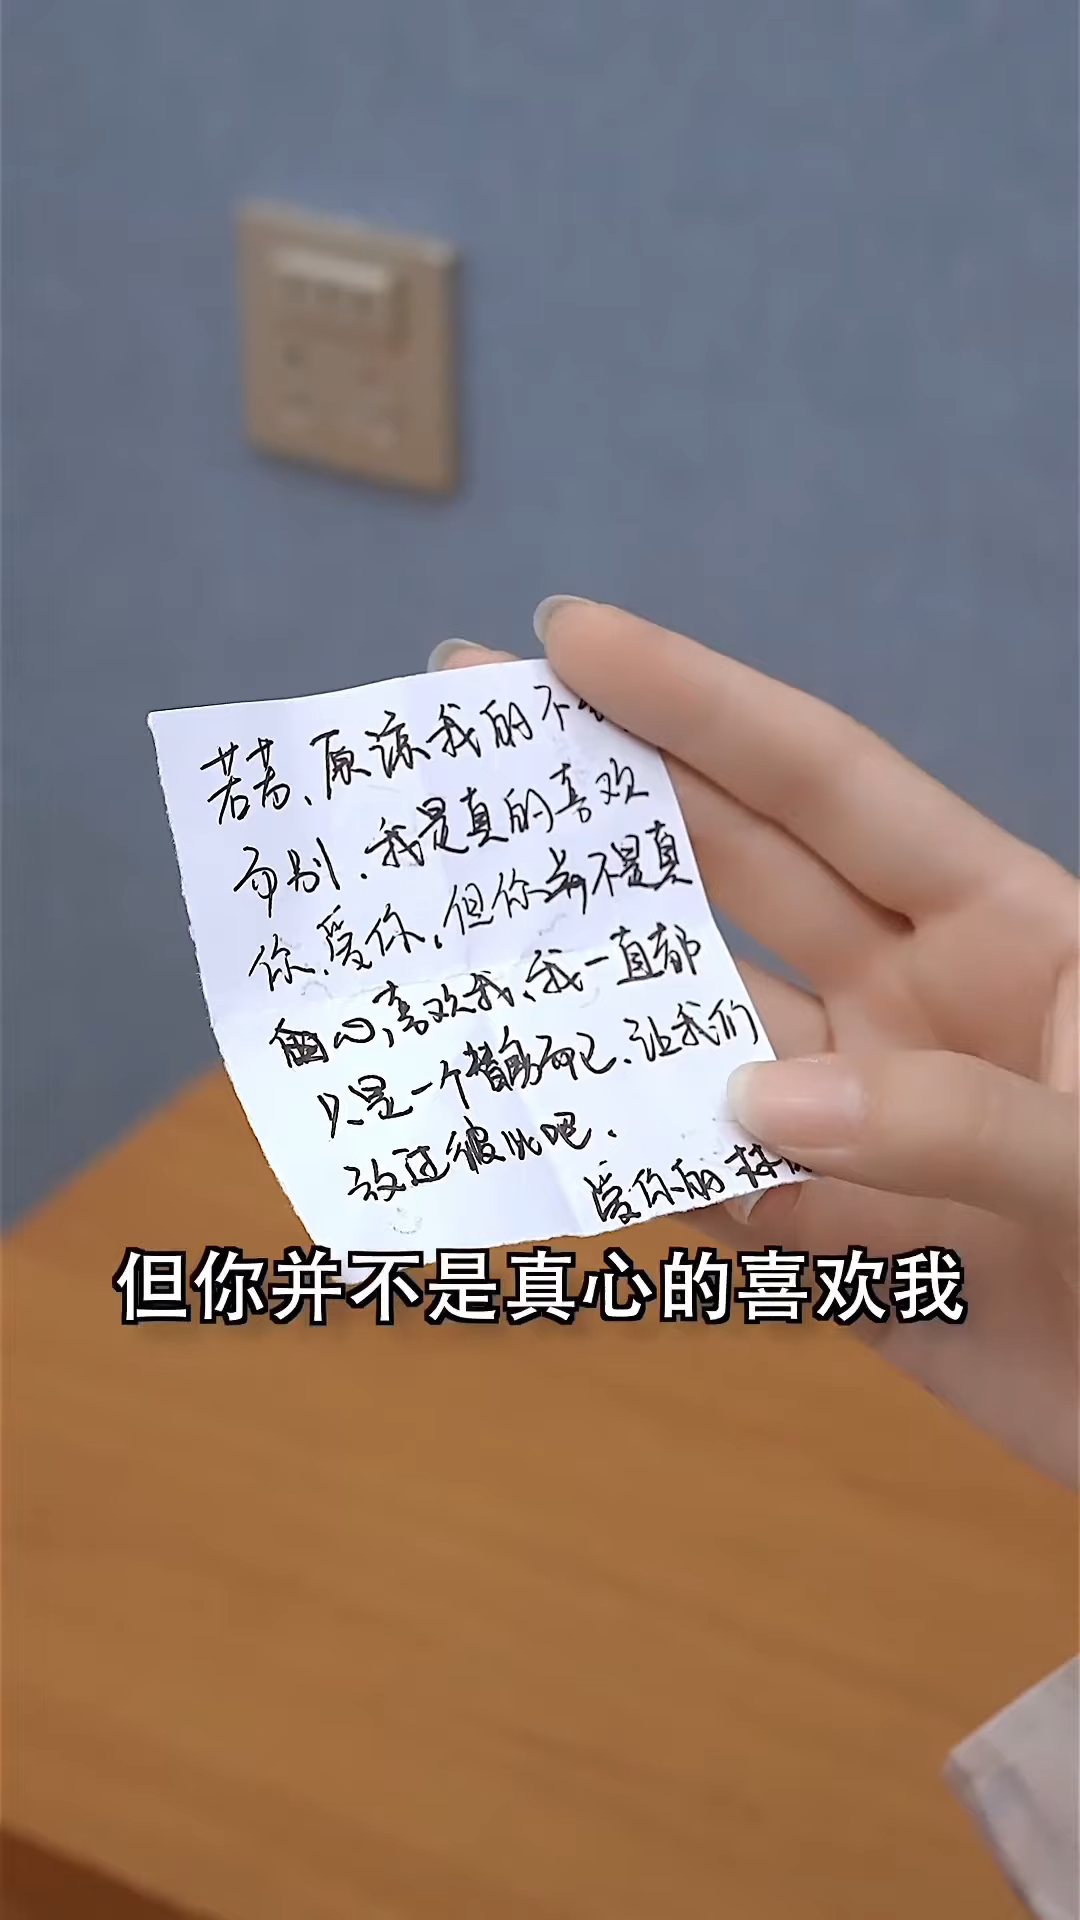 若若、原谅我的不
而别、我是真的喜欢
你、爱你。但你并不是真
心,喜欢我、我一直都
只是一个替身而已、让我们
放过彼此吧、
爱你的 林
但你并不是真心的喜欢我